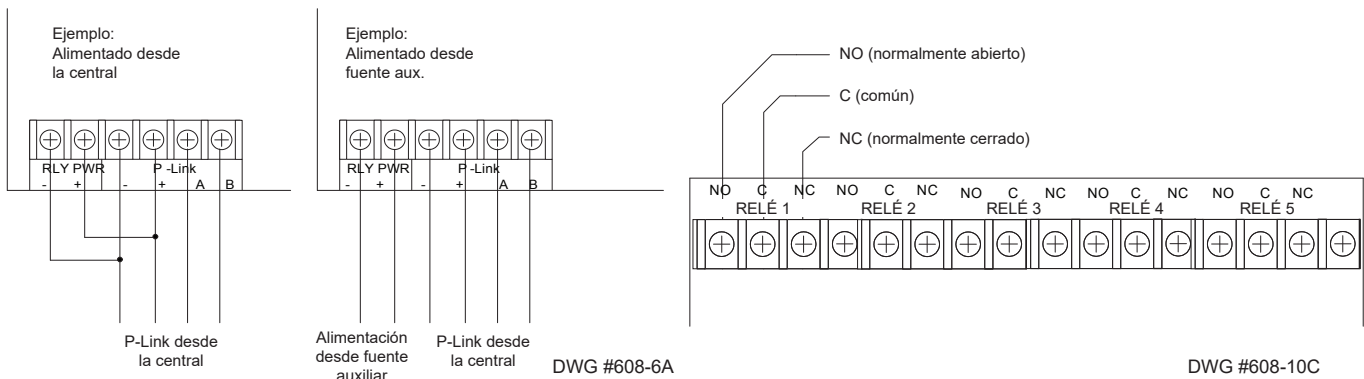 Ejemplo:
Alimentado desde
la central
RLY PWR P -Link
- + - + A B
P-Link desde
la central
Ejemplo:
Alimentado desde
fuente aux.
RLY PWR P -Link
- + - + A B
Alimentación
desde fuente
auxiliar
P-Link desde
la central
DWG #608-6A
NO (normalmente abierto)
C (común)
NC (normalmente cerrado)
NO C NC NO C NC NO C NC NO C NC NO C NC
RELÉ 1 RELÉ 2 RELÉ 3 RELÉ 4 RELÉ 5
DWG #608-10C